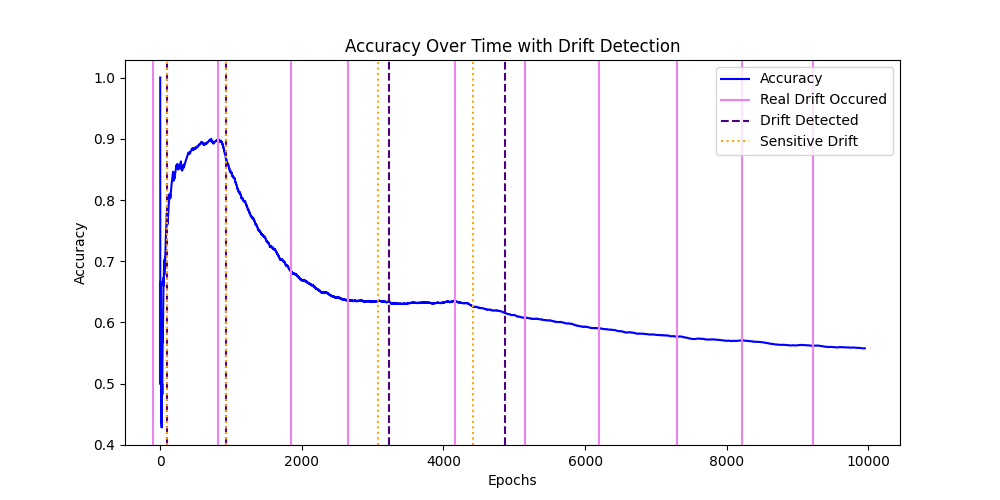 Accuracy Over Time with Drift Detection
Accuracy
Real Drift Occured
Drift Detected
Sensitive Drift
Accuracy
1.0
0.9
0.8
0.7
0.6
0.5
0.4
0
2000
4000
6000
8000
10000
Epochs